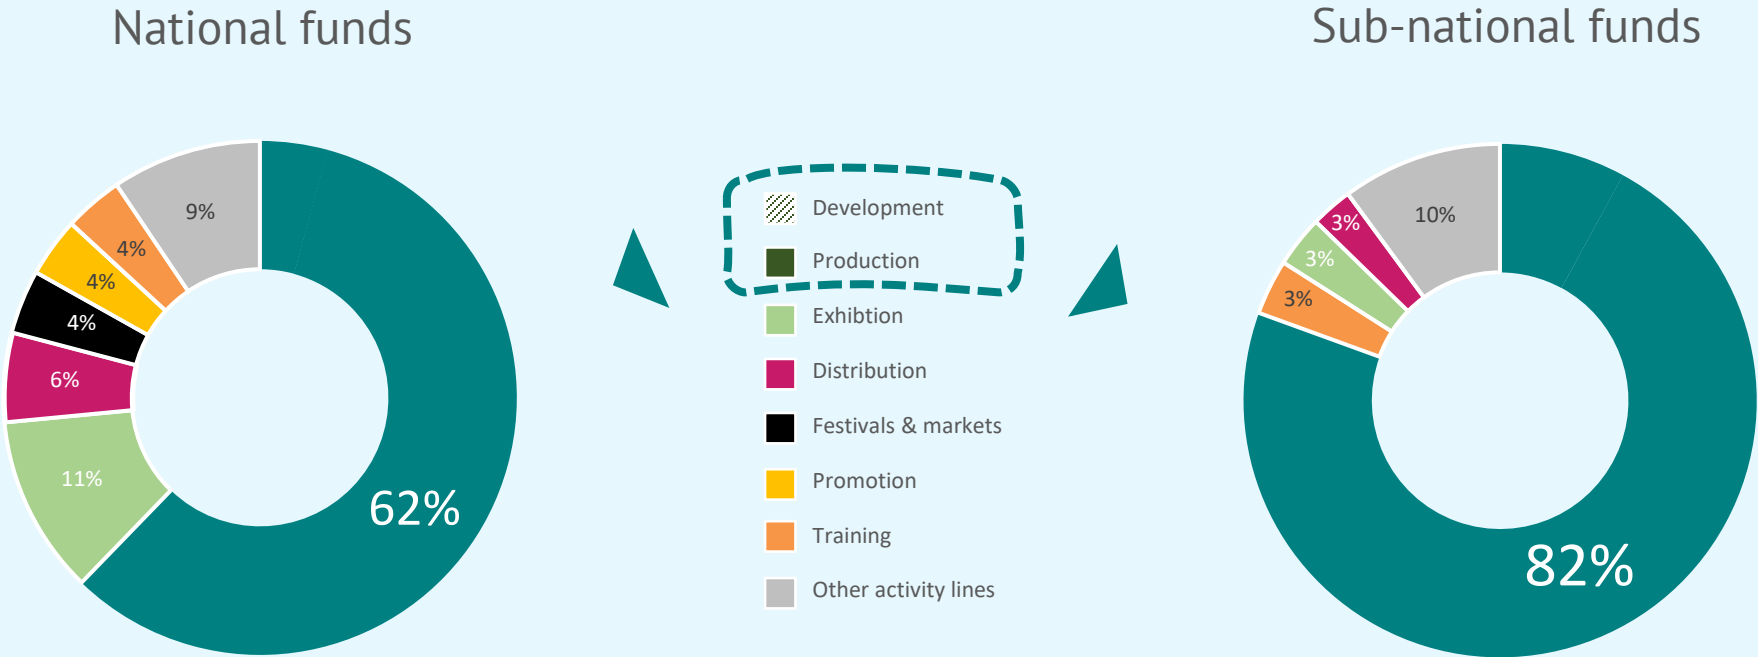 National funds
Sub-national funds
9%
4%
4%
4%
6%
11%
62%
Development
Production
Exhibtion
Distribution
Festivals & markets
Promotion
Training
Other activity lines
10%
3%
3%
3%
82%